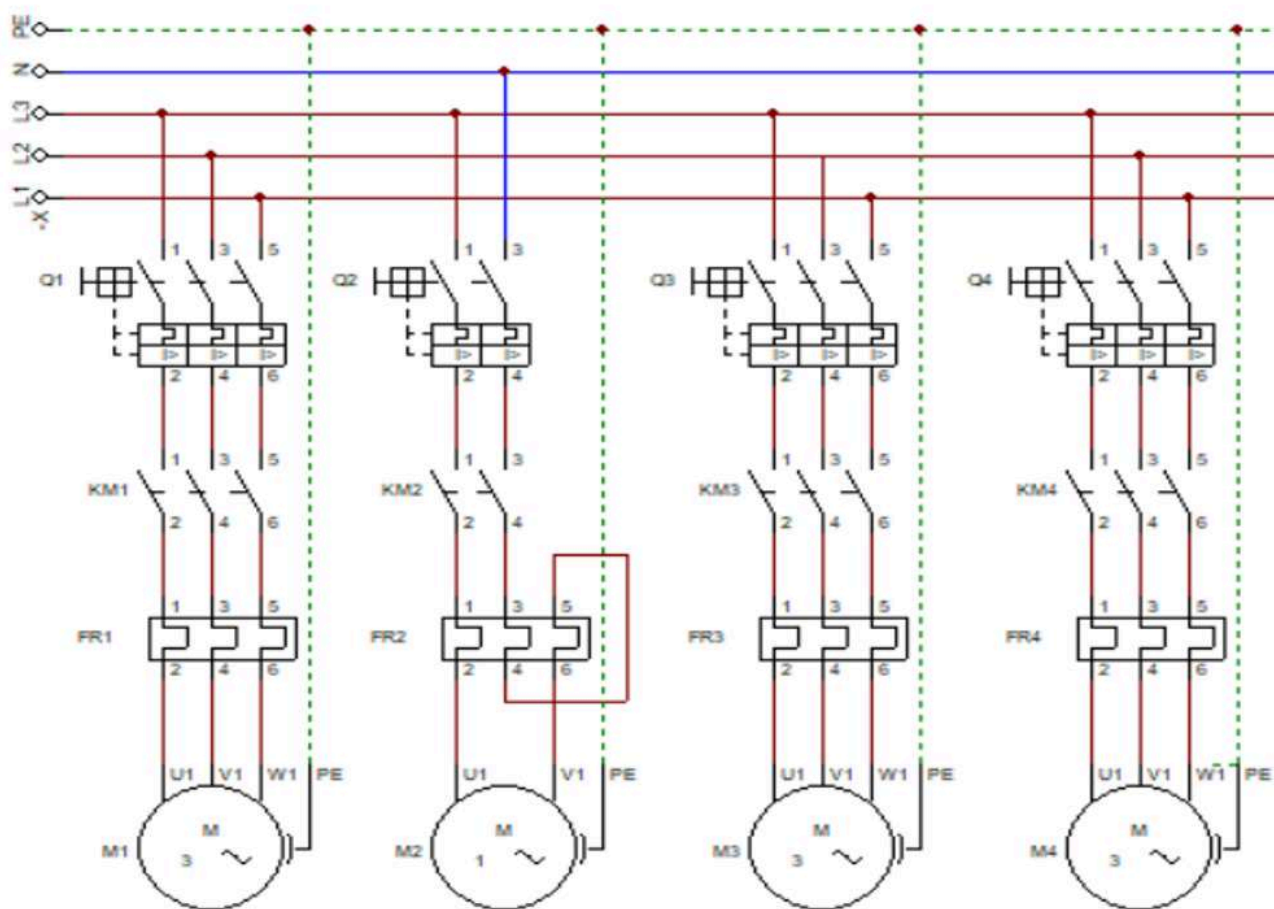 PE
N
L3
L2
L1
-X
1 3 5 1 3 1 3 5 1 3 5
Q1 Q2 Q3 Q4
I> I> I> I> I> I> I> I> I> I> I>
2 4 6 2 4 2 4 6 2 4 6
1 3 5 1 3 1 3 5 1 3 5
KM1 KM2 KM3 KM4
2 4 6 2 4 2 4 6 2 4 6
1 3 5 1 3 5 1 3 5 1 3 5
FR1 FR2 FR3 FR4
2 4 6 2 4 6 2 4 6 2 4 6
U1 V1 W1 PE U1 V1 PE U1 V1 W1 PE U1 V1 W1 PE
M M M M
M1 3 M2 1 M3 3 M4 3